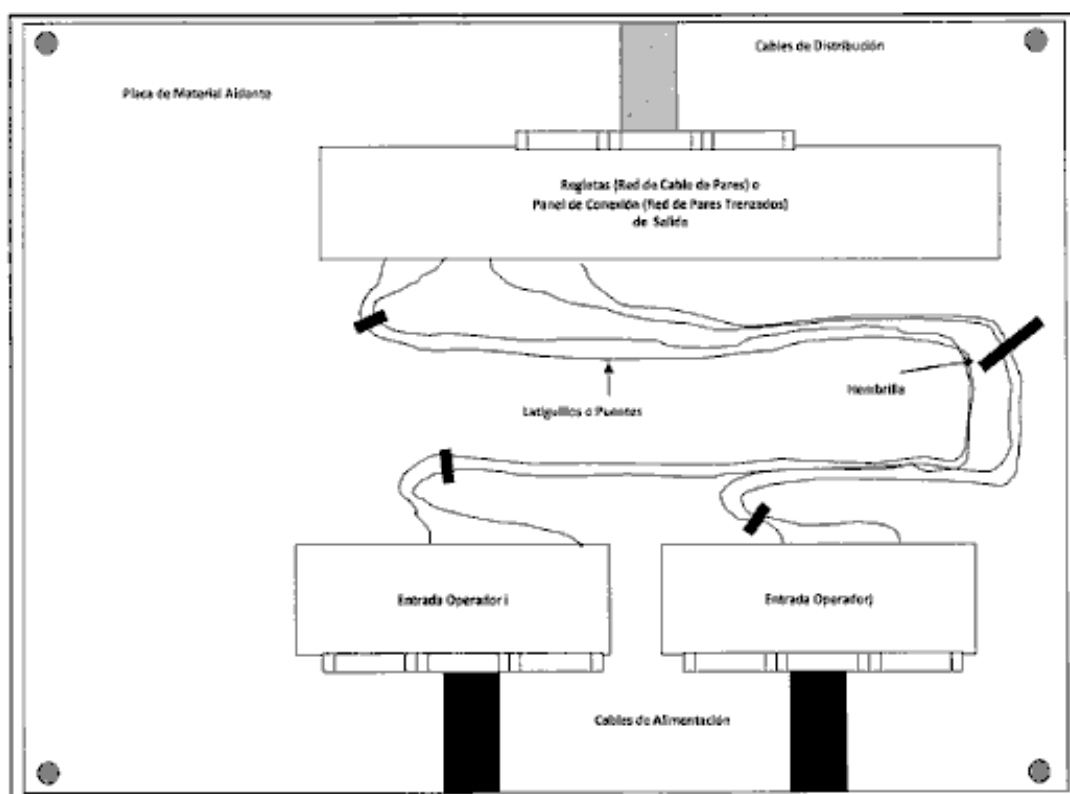 Cables de Distribución
Placa de Material Aislante
Regletas (Red de Cable de Pares) o
Panel de Conexión (Red de Pares Trenzados)
de Salida
Hembrilla
Latiguillos o Puentes
Entrada Operador i
Entrada Operador j
Cables de Alimentación